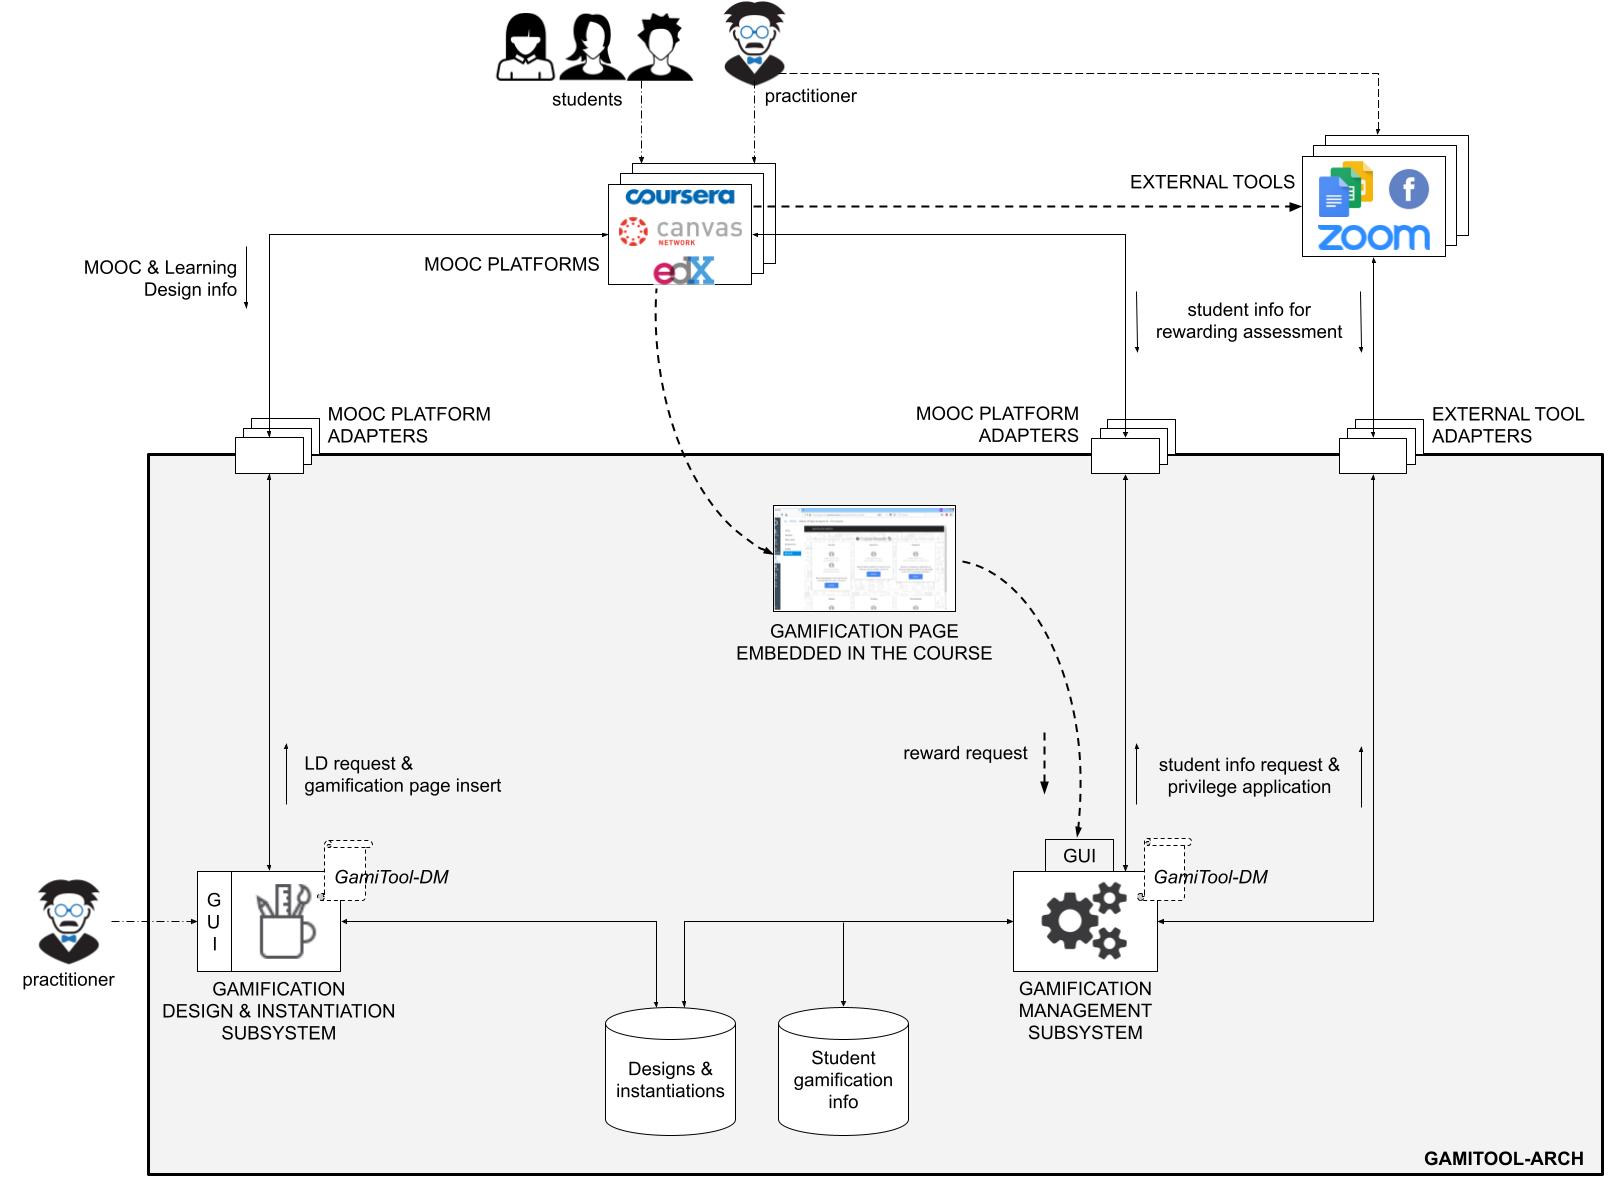 students
practitioner
coursera
canvas
NETWORK
edX
MOOC PLATFORMS
EXTERNAL TOOLS
f
zoom
MOOC & Learning
Design info
student info for
rewarding assessment
MOOC PLATFORM
ADAPTERS
MOOC PLATFORM
ADAPTERS
EXTERNAL TOOL
ADAPTERS
GAMIFICATION PAGE
EMBEDDED IN THE COURSE
LD request &
gamification page insert
reward request
student info request &
privilege application
GamiTool-DM
GUI
GamiTool-DM
practitioner
G
U
I
GAMIFICATION
DESIGN & INSTANTIATION
SUBSYSTEM
GAMIFICATION
MANAGEMENT
SUBSYSTEM
Designs &
instantiations
Student
gamification
info
GAMITOOL-ARCH